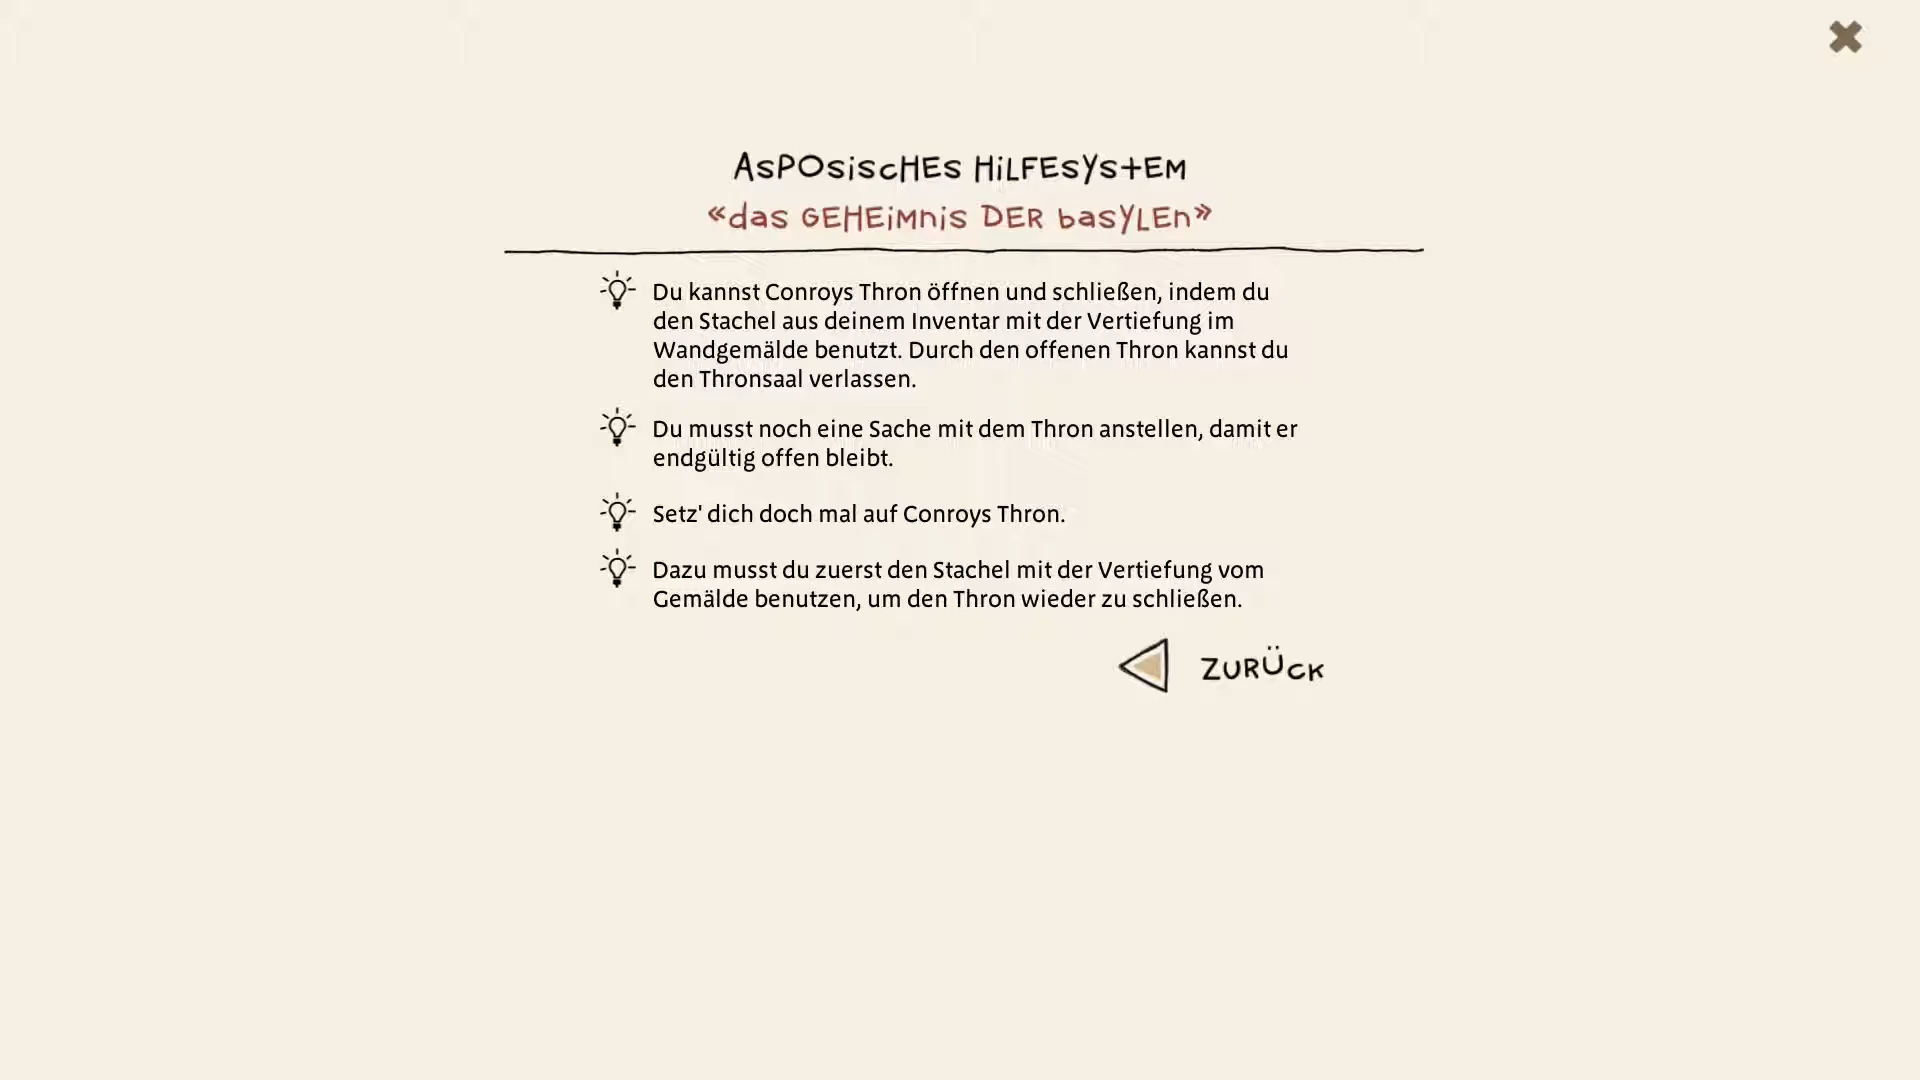 AsPOsiscHEs HiLFEsYstEM
«das GEHEiMnis DER basYLEn»
Du kannst Conroys Thron öffnen und schließen, indem du
den Stachel aus deinem Inventar mit der Vertiefung im
Wandgemälde benutzt. Durch den offenen Thron kannst du
den Thronsaal verlassen.
Du musst noch eine Sache mit dem Thron anstellen, damit er
endgültig offen bleibt.
Setz' dich doch mal auf Conroys Thron.
Dazu musst du zuerst den Stachel mit der Vertiefung vom
Gemälde benutzen, um den Thron wieder zu schließen.
ZURÜcK